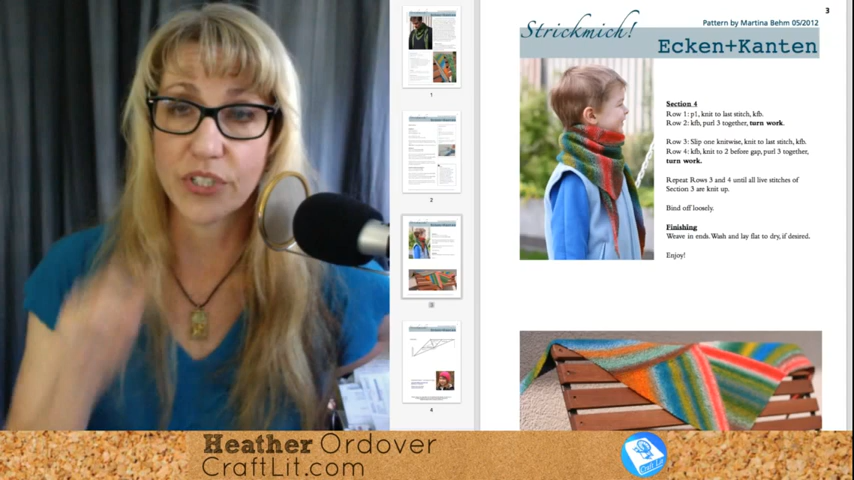 3
Strickmich!
Pattern by Martina Behm 05/2012
Ecken+Kanten
Section 4
Row 1: p1, knit to last stitch, kfb.
Row 2: kfb, purl 3 together, turn work.
Row 3: Slip one knitwise, knit to last stitch, kfb.
Row 4: kfb, knit to 2 before gap, purl 3 together,
turn work.
Repeat Rows 3 and 4 until all live stitches of
Section 3 are knit up.
Bind off loosely.
Finishing
Weave in ends. Wash and lay flat to dry, if desired.
Enjoy!
1
2
3
4
Heather Ordover
CraftLit.com
Craft Lit